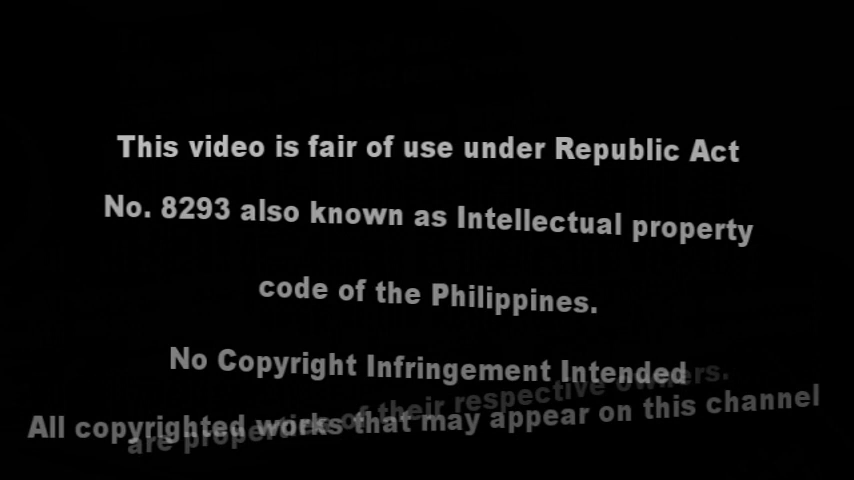 This video is fair of use under Republic Act
No. 8293 also known as Intellectual property
code of the Philippines.
No Copyright Infringement Intended
All copyrighted works that may appear on this channel
are properties of their respective owners.